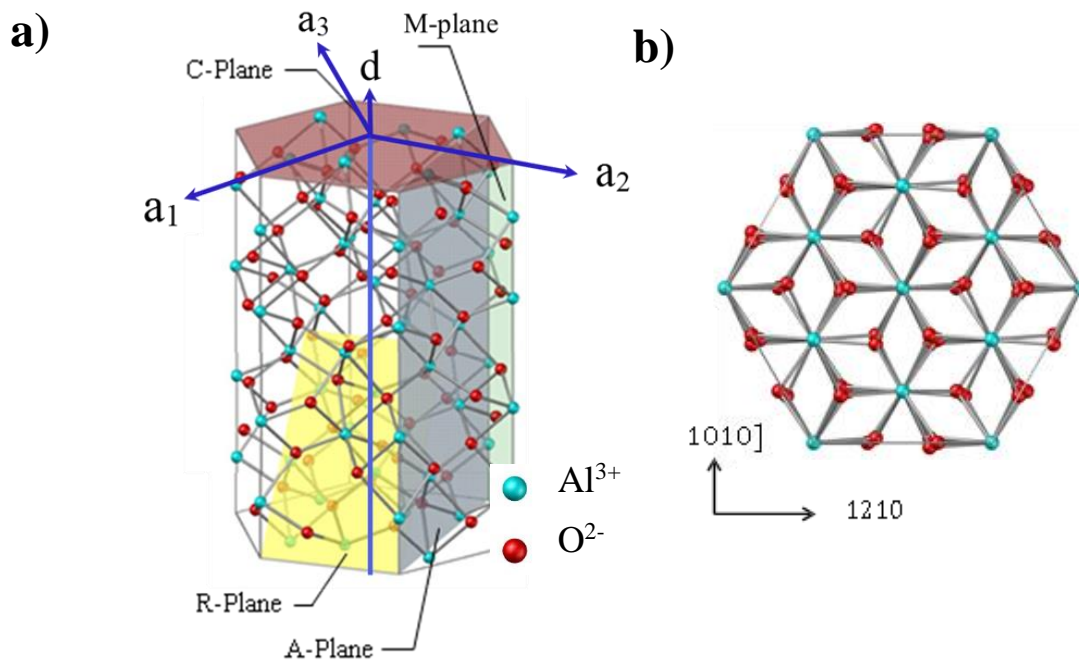 a)
a3
M-plane
b)
C-Plane
d
a1
a2
1010]
Al3+
1210
O2-
R-Plane
A-Plane